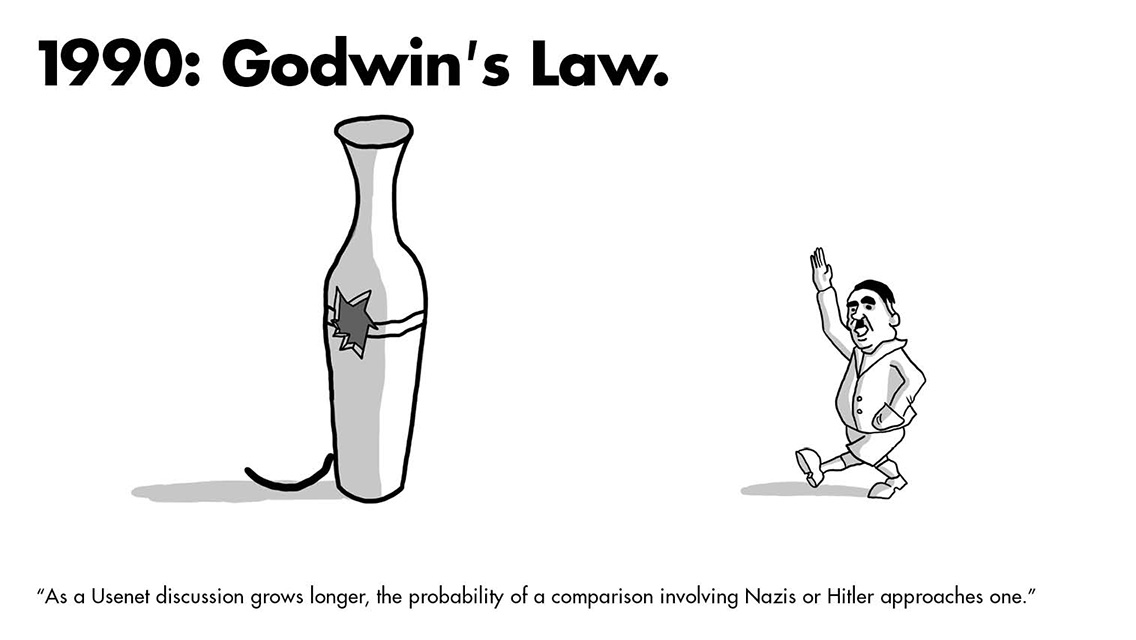 1990: Godwin's Law.
“As a Usenet discussion grows longer, the probability of a comparison involving Nazis or Hitler approaches one.”